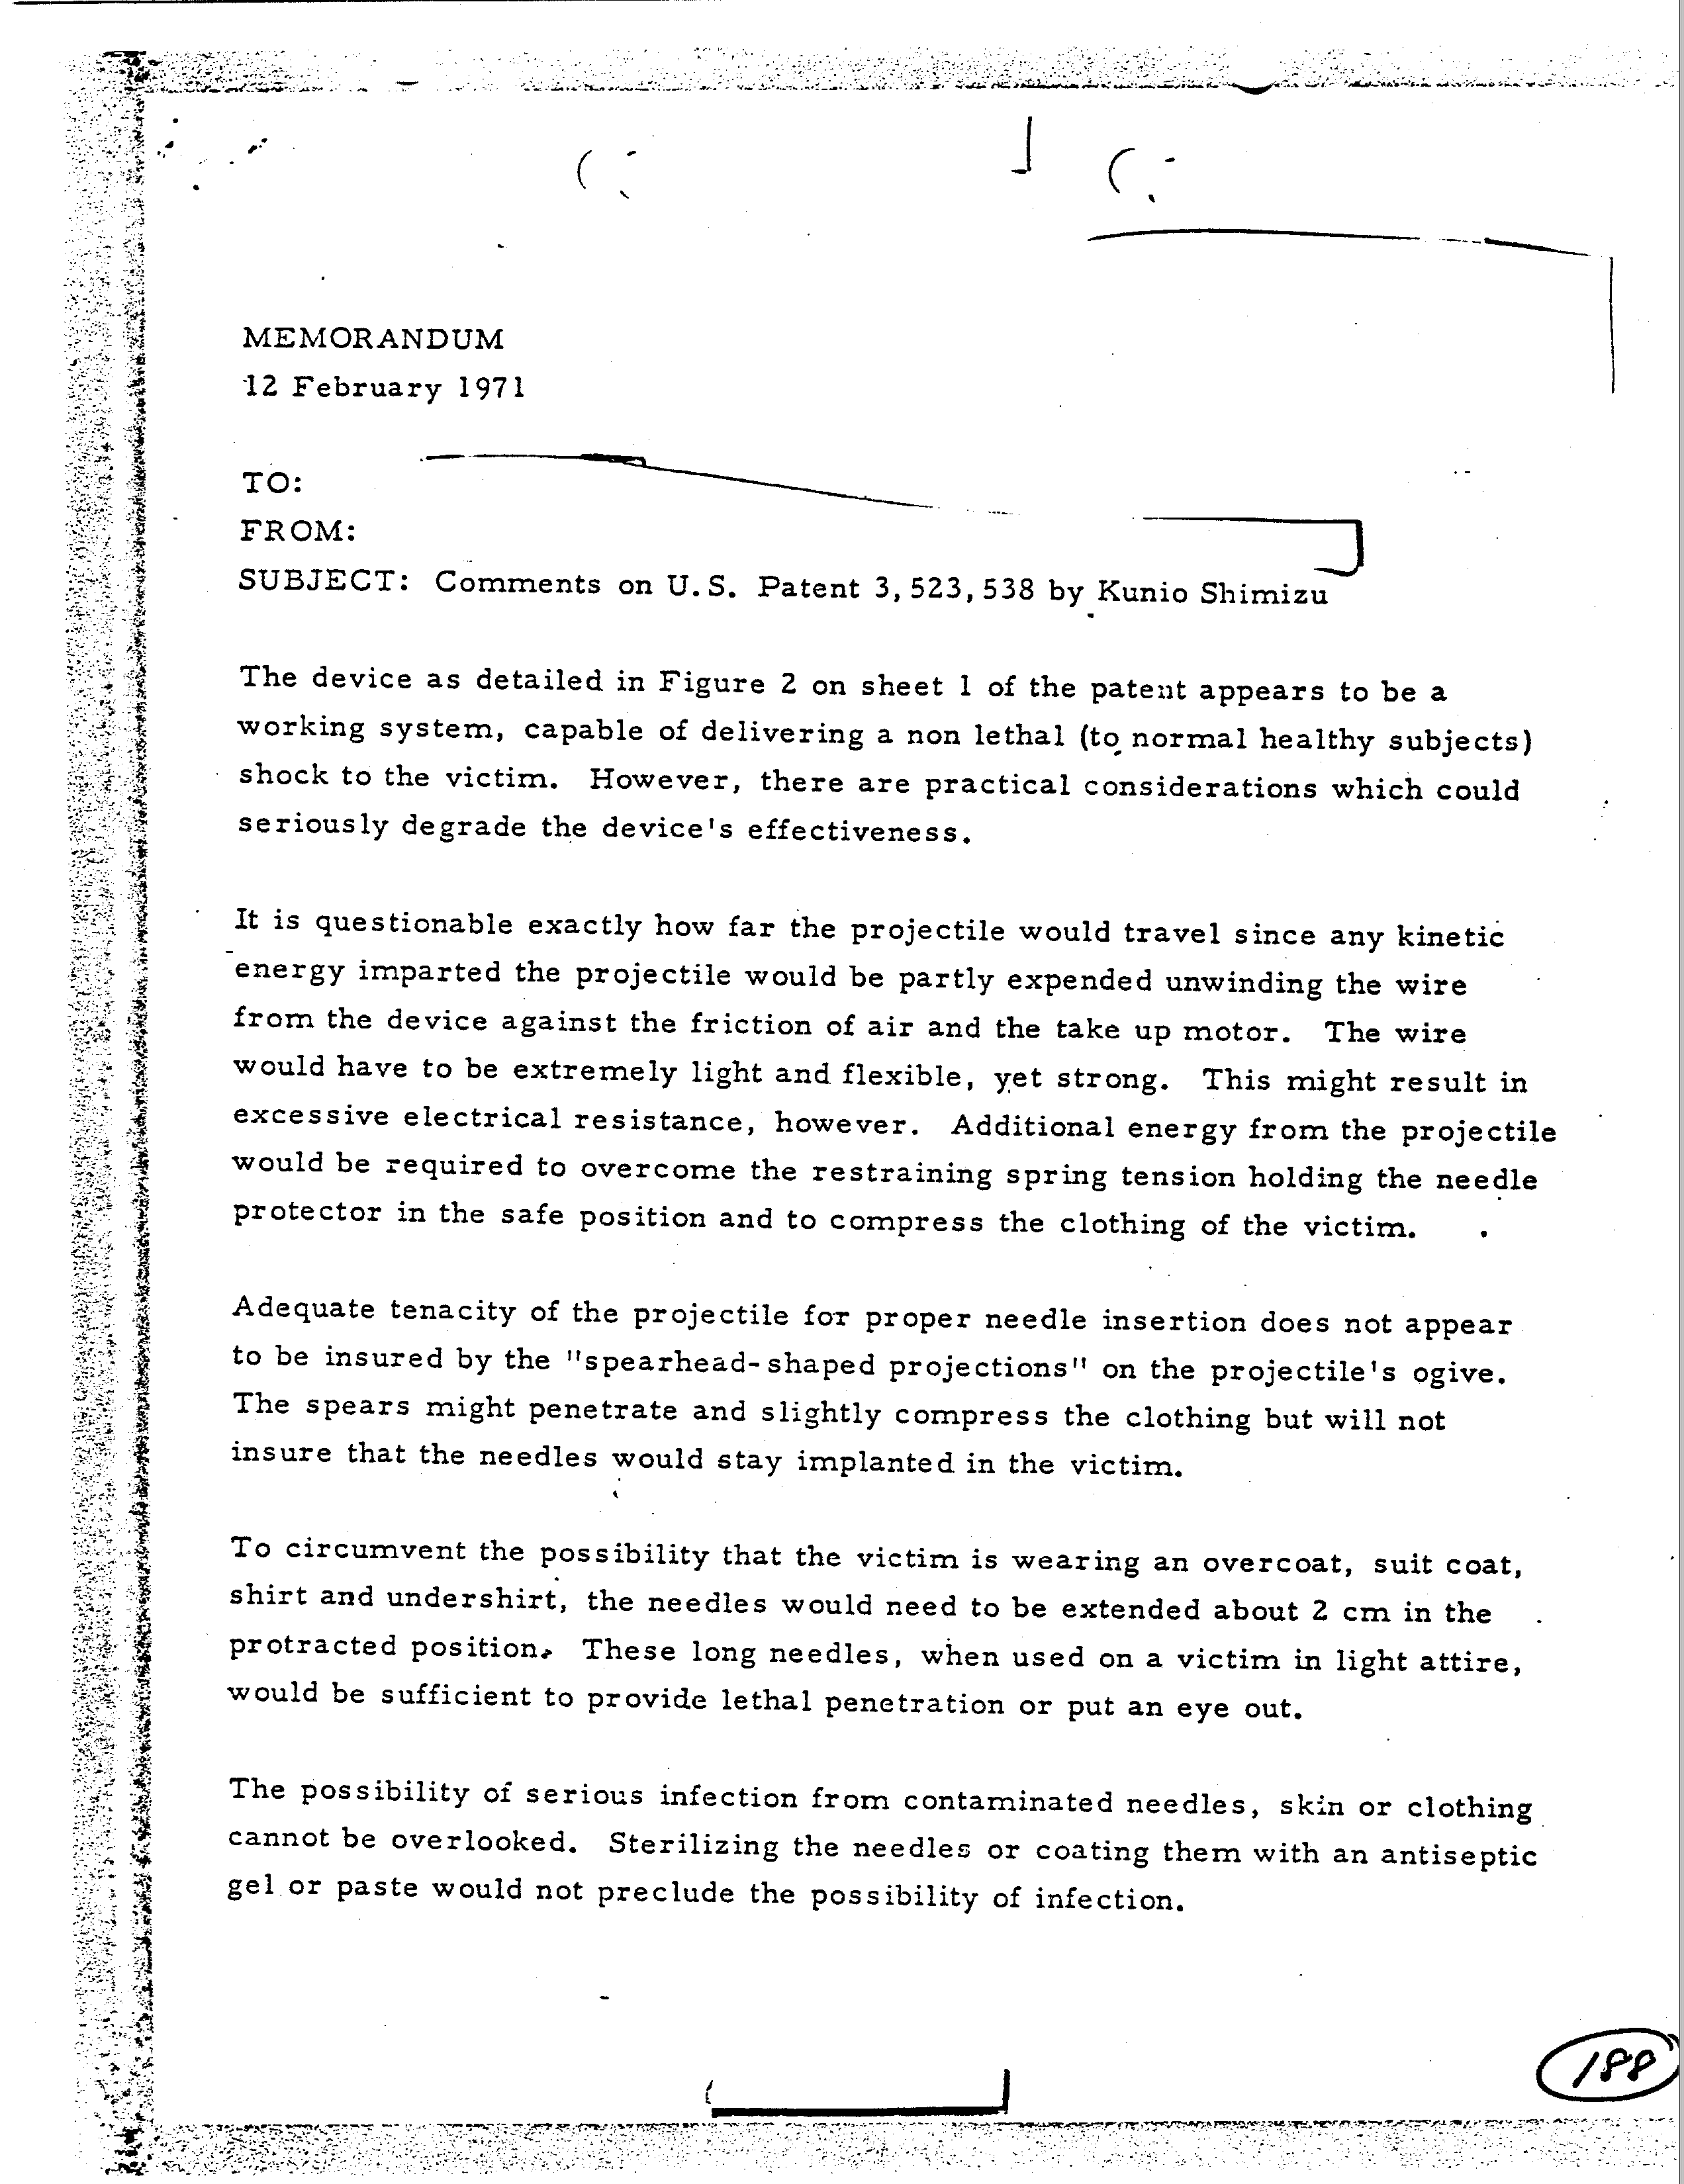 MEMORANDUM
12 February 1971
TO:
FROM:
SUBJECT: Comments on U.S. Patent 3,523,538 by Kunio Shimizu
The device as detailed in Figure 2 on sheet 1 of the patent appears to be a
working system, capable of delivering a non lethal (to normal healthy subjects)
shock to the victim. However, there are practical considerations which could
seriously degrade the device's effectiveness.
It is questionable exactly how far the projectile would travel since any kinetic
energy imparted the projectile would be partly expended unwinding the wire
from the device against the friction of air and the take up motor. The wire
would have to be extremely light and flexible, yet strong. This might result in
excessive electrical resistance, however. Additional energy from the projectile
would be required to overcome the restraining spring tension holding the needle
protector in the safe position and to compress the clothing of the victim.
Adequate tenacity of the projectile for proper needle insertion does not appear
to be insured by the "spearhead-shaped projections" on the projectile's ogive.
The spears might penetrate and slightly compress the clothing but will not
insure that the needles would stay implanted in the victim.
To circumvent the possibility that the victim is wearing an overcoat, suit coat,
shirt and undershirt, the needles would need to be extended about 2 cm in the
protracted position. These long needles, when used on a victim in light attire,
would be sufficient to provide lethal penetration or put an eye out.
The possibility of serious infection from contaminated needles, skin or clothing
cannot be overlooked. Sterilizing the needles or coating them with an antiseptic
gel or paste would not preclude the possibility of infection.
188